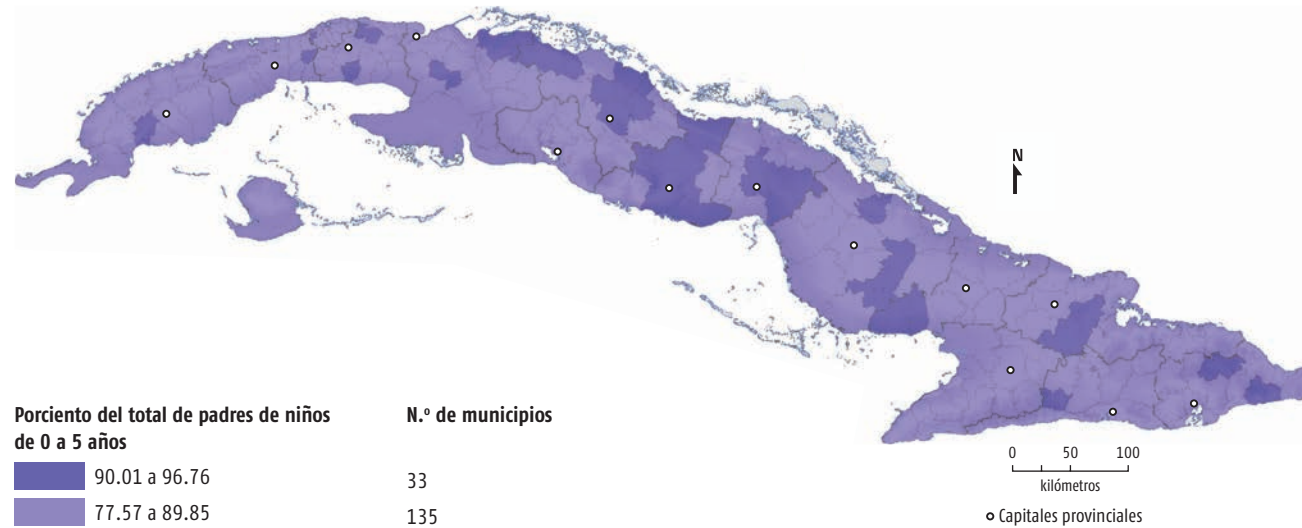 N
Porciento del total de padres de niños
de 0 a 5 años
N.º de municipios
90.01 a 96.76
33
77.57 a 89.85
135
0 50 100
kilómetros
Capitales provinciales